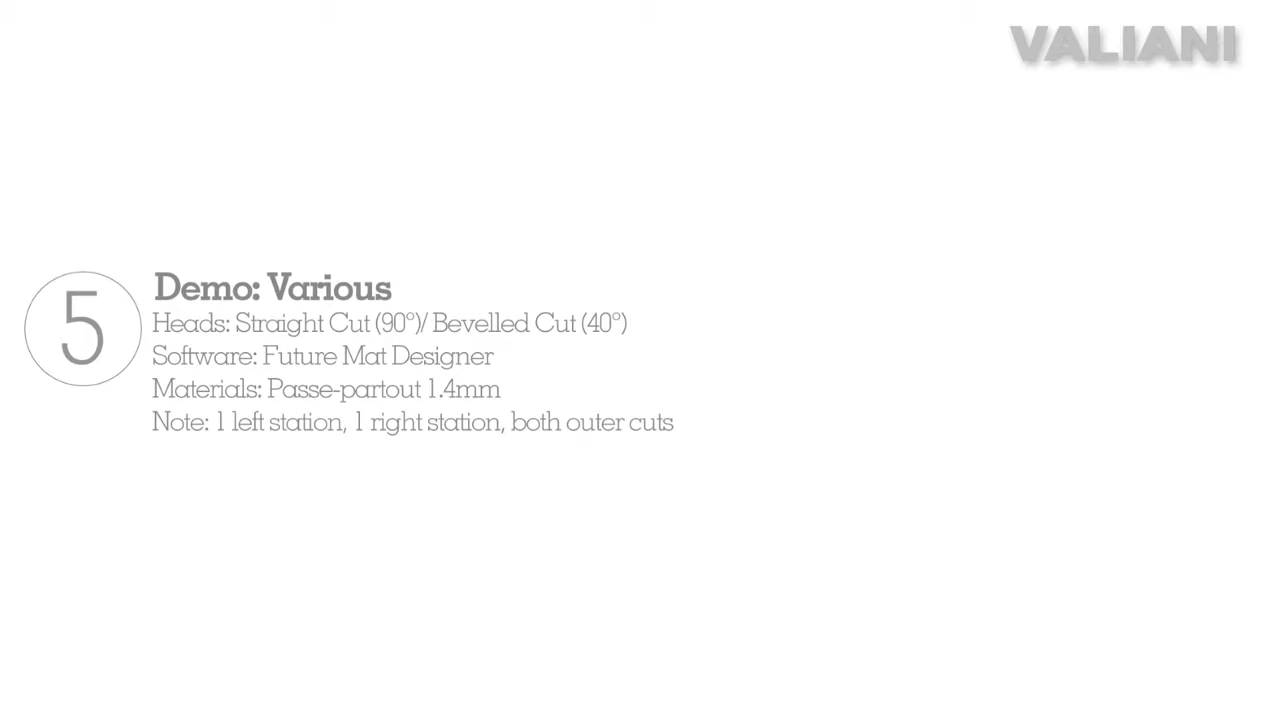 VALIANI
5
Demo: Various
Heads: Straight Cut (90°)/ Bevelled Cut (40°)
Software: Future Mat Designer
Materials: Passe-partout 1.4mm
Note: 1 left station, 1 right station, both outer cuts